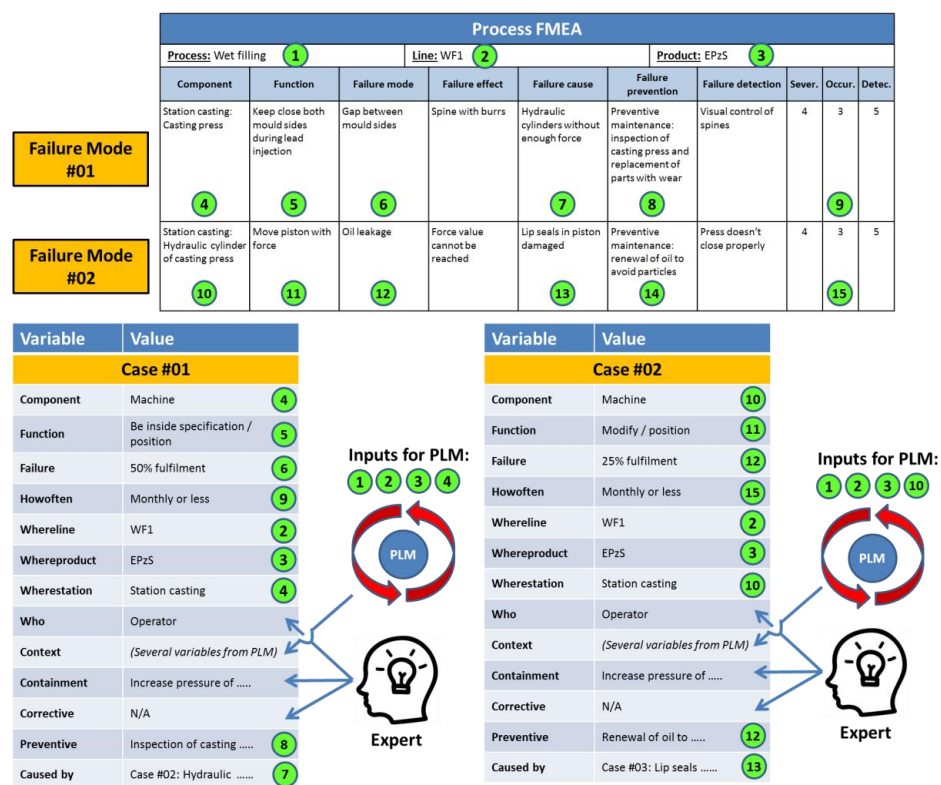 Process FMEA
Process: Wet filling 1 Line: WF1 2 Product: EPzS 3
Component Function Failure mode Failure effect Failure cause Failure prevention Failure detection Sever. Occur. Detec.
Failure Mode
#01
Station casting:
Casting press
4
Keep close both
mould sides
during lead
injection
5
Gap between
mould sides
6
Spine with burrs
Hydraulic
cylinders without
enough force
7
Preventive
maintenance:
inspection of
casting press and
replacement of
parts with wear
8
Visual control of
spines
4
3
9
5
Failure Mode
#02
Station casting:
Hydraulic cylinder
of casting press
10
Move piston with
force
11
Oil leakage
12
Force value
cannot be
reached
Lip seals in piston
damaged
13
Preventive
maintenance:
renewal of oil to
avoid particles
14
Press doesn't
close properly
4
3
15
5
Variable Value
Case #01
Component Machine 4
Function Be inside specification /
position 5
Failure 50% fulfilment 6
Howoften Monthly or less 9
Whereline WF1 2
Whereproduct EPzS 3
Wherestation Station casting 4
Who Operator
Context (Several variables from PLM)
Containment Increase pressure of .....
Corrective N/A
Preventive Inspection of casting ..... 8
Caused by Case #02: Hydraulic ...... 7
Inputs for PLM:
1 2 3 4
PLM
Expert
Variable Value
Case #02
Component Machine 10
Function Modify / position 11
Failure 25% fulfilment 12
Howoften Monthly or less 15
Whereline WF1 2
Whereproduct EPzS 3
Wherestation Station casting 10
Who Operator
Context (Several variables from PLM)
Containment Increase pressure of .....
Corrective N/A
Preventive Renewal of oil to ..... 12
Caused by Case #03: Lip seals ...... 13
Inputs for PLM:
1 2 3 10
PLM
Expert